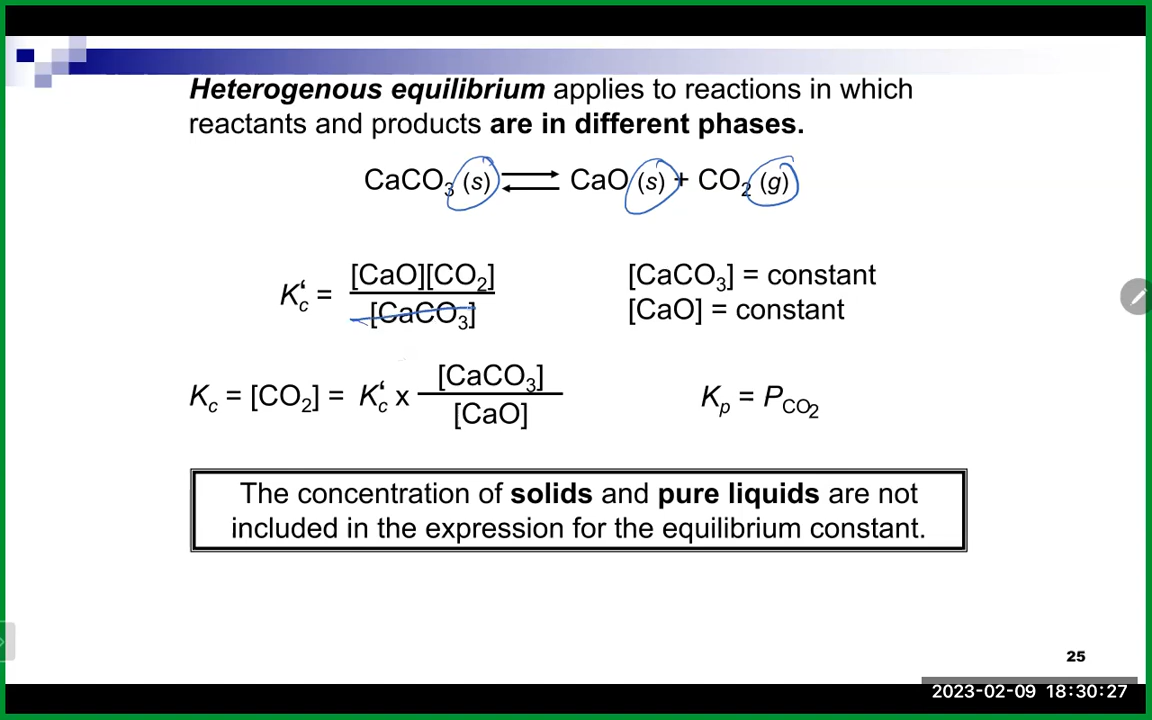 Heterogenous equilibrium applies to reactions in which
reactants and products are in different phases.
CaCO3 (s) ⇌ CaO (s) + CO2 (g)
K'c = [CaO][CO2] / [CaCO3]
[CaCO3] = constant
[CaO] = constant
Kc = [CO2] = K'c x [CaCO3] / [CaO]
Kp = PCO2
The concentration of solids and pure liquids are not
included in the expression for the equilibrium constant.
25
2023-02-09 18:30:27